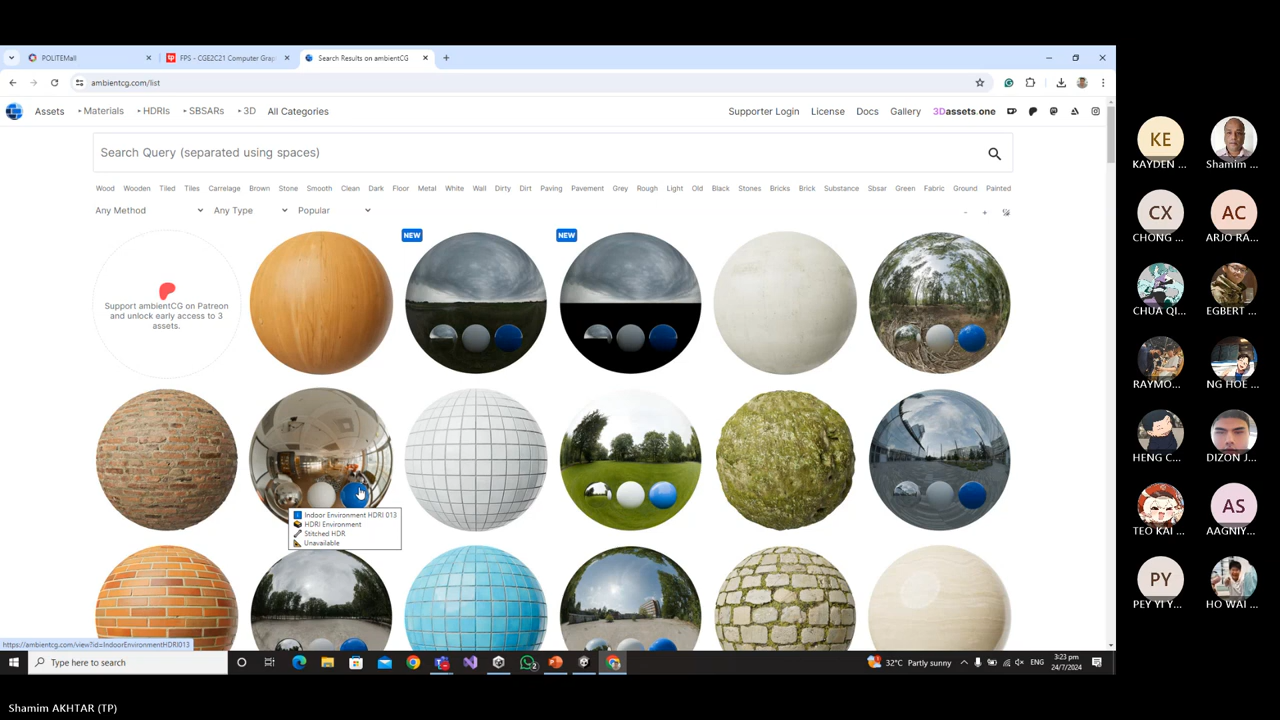 POLITEMall
FPS - CGE2C21 Computer Grap
Search Results on ambientCG
ambientcg.com/list
Assets
Materials
HDRIs
SBSARs
3D
All Categories
Supporter Login
License
Docs
Gallery
3Dassets.one
Search Query (separated using spaces)
Wood Wooden Tiled Tiles Carrelage Brown Stone Smooth Clean Dark Floor Metal White Wall Dirty Dirt Paving Pavement Grey Rough Light Old Black Stones Bricks Brick Substance Sbsar Green Fabric Ground Painted
Any Method
Any Type
Popular
NEW
NEW
Support ambientCG on Patreon
and unlock early access to 3
assets.
Indoor Environment HDRI 013
HDRI Environment
Stitched HDR
Unavailable
https://ambientcg.com/view?id=IndoorEnvironmentHDRI013
Type here to search
32°C Partly sunny
ENG
3:23 pm
24/7/2024
KE
KAYDEN ...
Shamim ...
CX
CHONG ...
AC
ARJO RA...
CHUA QI...
EGBERT ...
RAYMO...
NG HOE ...
HENG C...
DIZON J...
TEO KAI ...
AS
AAGNIY...
PY
PEY YI Y...
HO WAI ...
Shamim AKHTAR (TP)